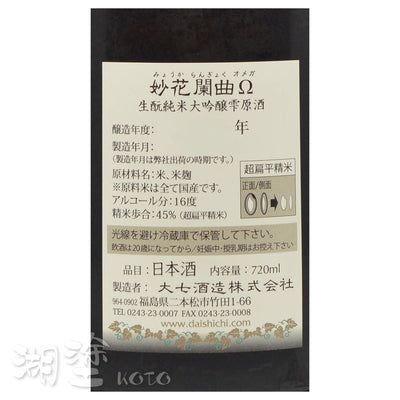 みょうか らんぎょく オメガ
妙花闌曲Ω
生酛純米大吟醸雫原酒
醸造年度: 年
製造年月:
(製造年月は弊社出荷の時期です。)
原材料名:米、米麹
※原料米は全て国産です。
アルコール分:16度
精米歩合:45% (超扁平精米)
超扁平精米
正面/側面
光線を避け冷蔵庫で保管して下さい。
飲酒は20歳になってから/妊娠中・授乳期はお控え下さい
品目:日本酒 内容量:720ml
製造者:大七酒造株式会社
964-0902 福島県二本松市竹田1-66
TEL 0243-23-0007 FAX 0243-23-0008
www.daishichi.com
湖塗 KOTO